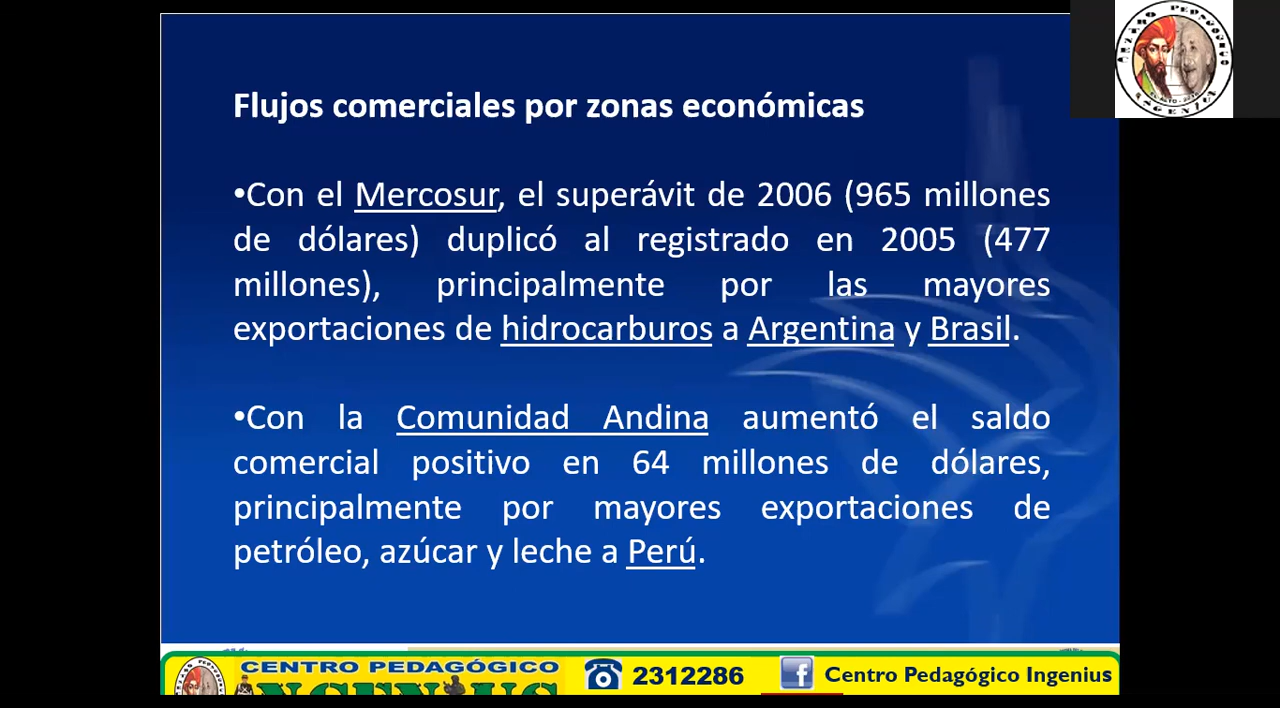 Flujos comerciales por zonas económicas
•Con el Mercosur, el superávit de 2006 (965 millones
de dólares) duplicó al registrado en 2005 (477
millones), principalmente por las mayores
exportaciones de hidrocarburos a Argentina y Brasil.
•Con la Comunidad Andina aumentó el saldo
comercial positivo en 64 millones de dólares,
principalmente por mayores exportaciones de
petróleo, azúcar y leche a Perú.
CENTRO PEDAGÓGICO
INGENIUS
2312286
f
Centro Pedagógico Ingenius